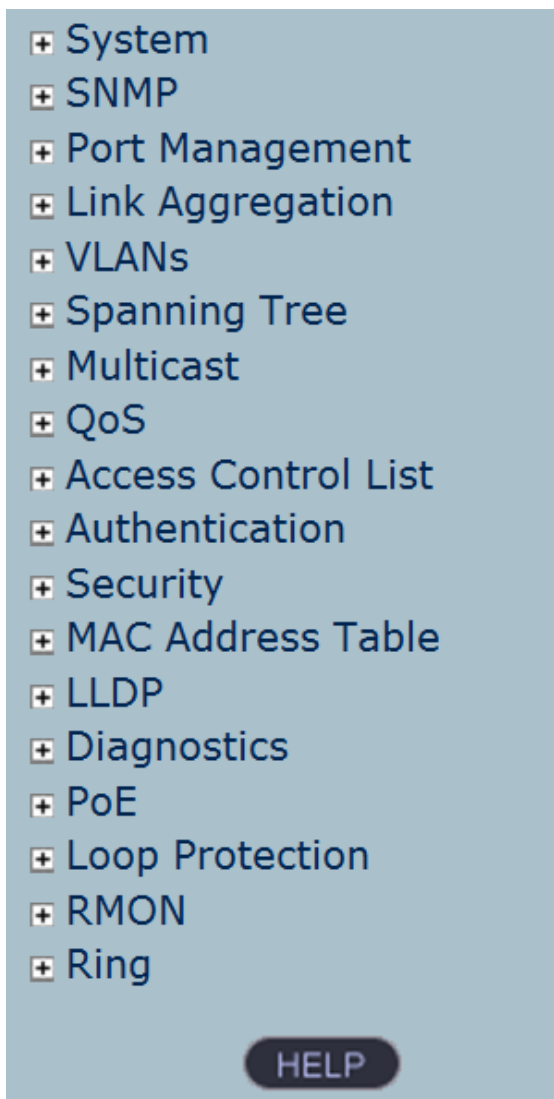 System
SNMP
Port Management
Link Aggregation
VLANs
Spanning Tree
Multicast
QoS
Access Control List
Authentication
Security
MAC Address Table
LLDP
Diagnostics
PoE
Loop Protection
RMON
Ring
HELP